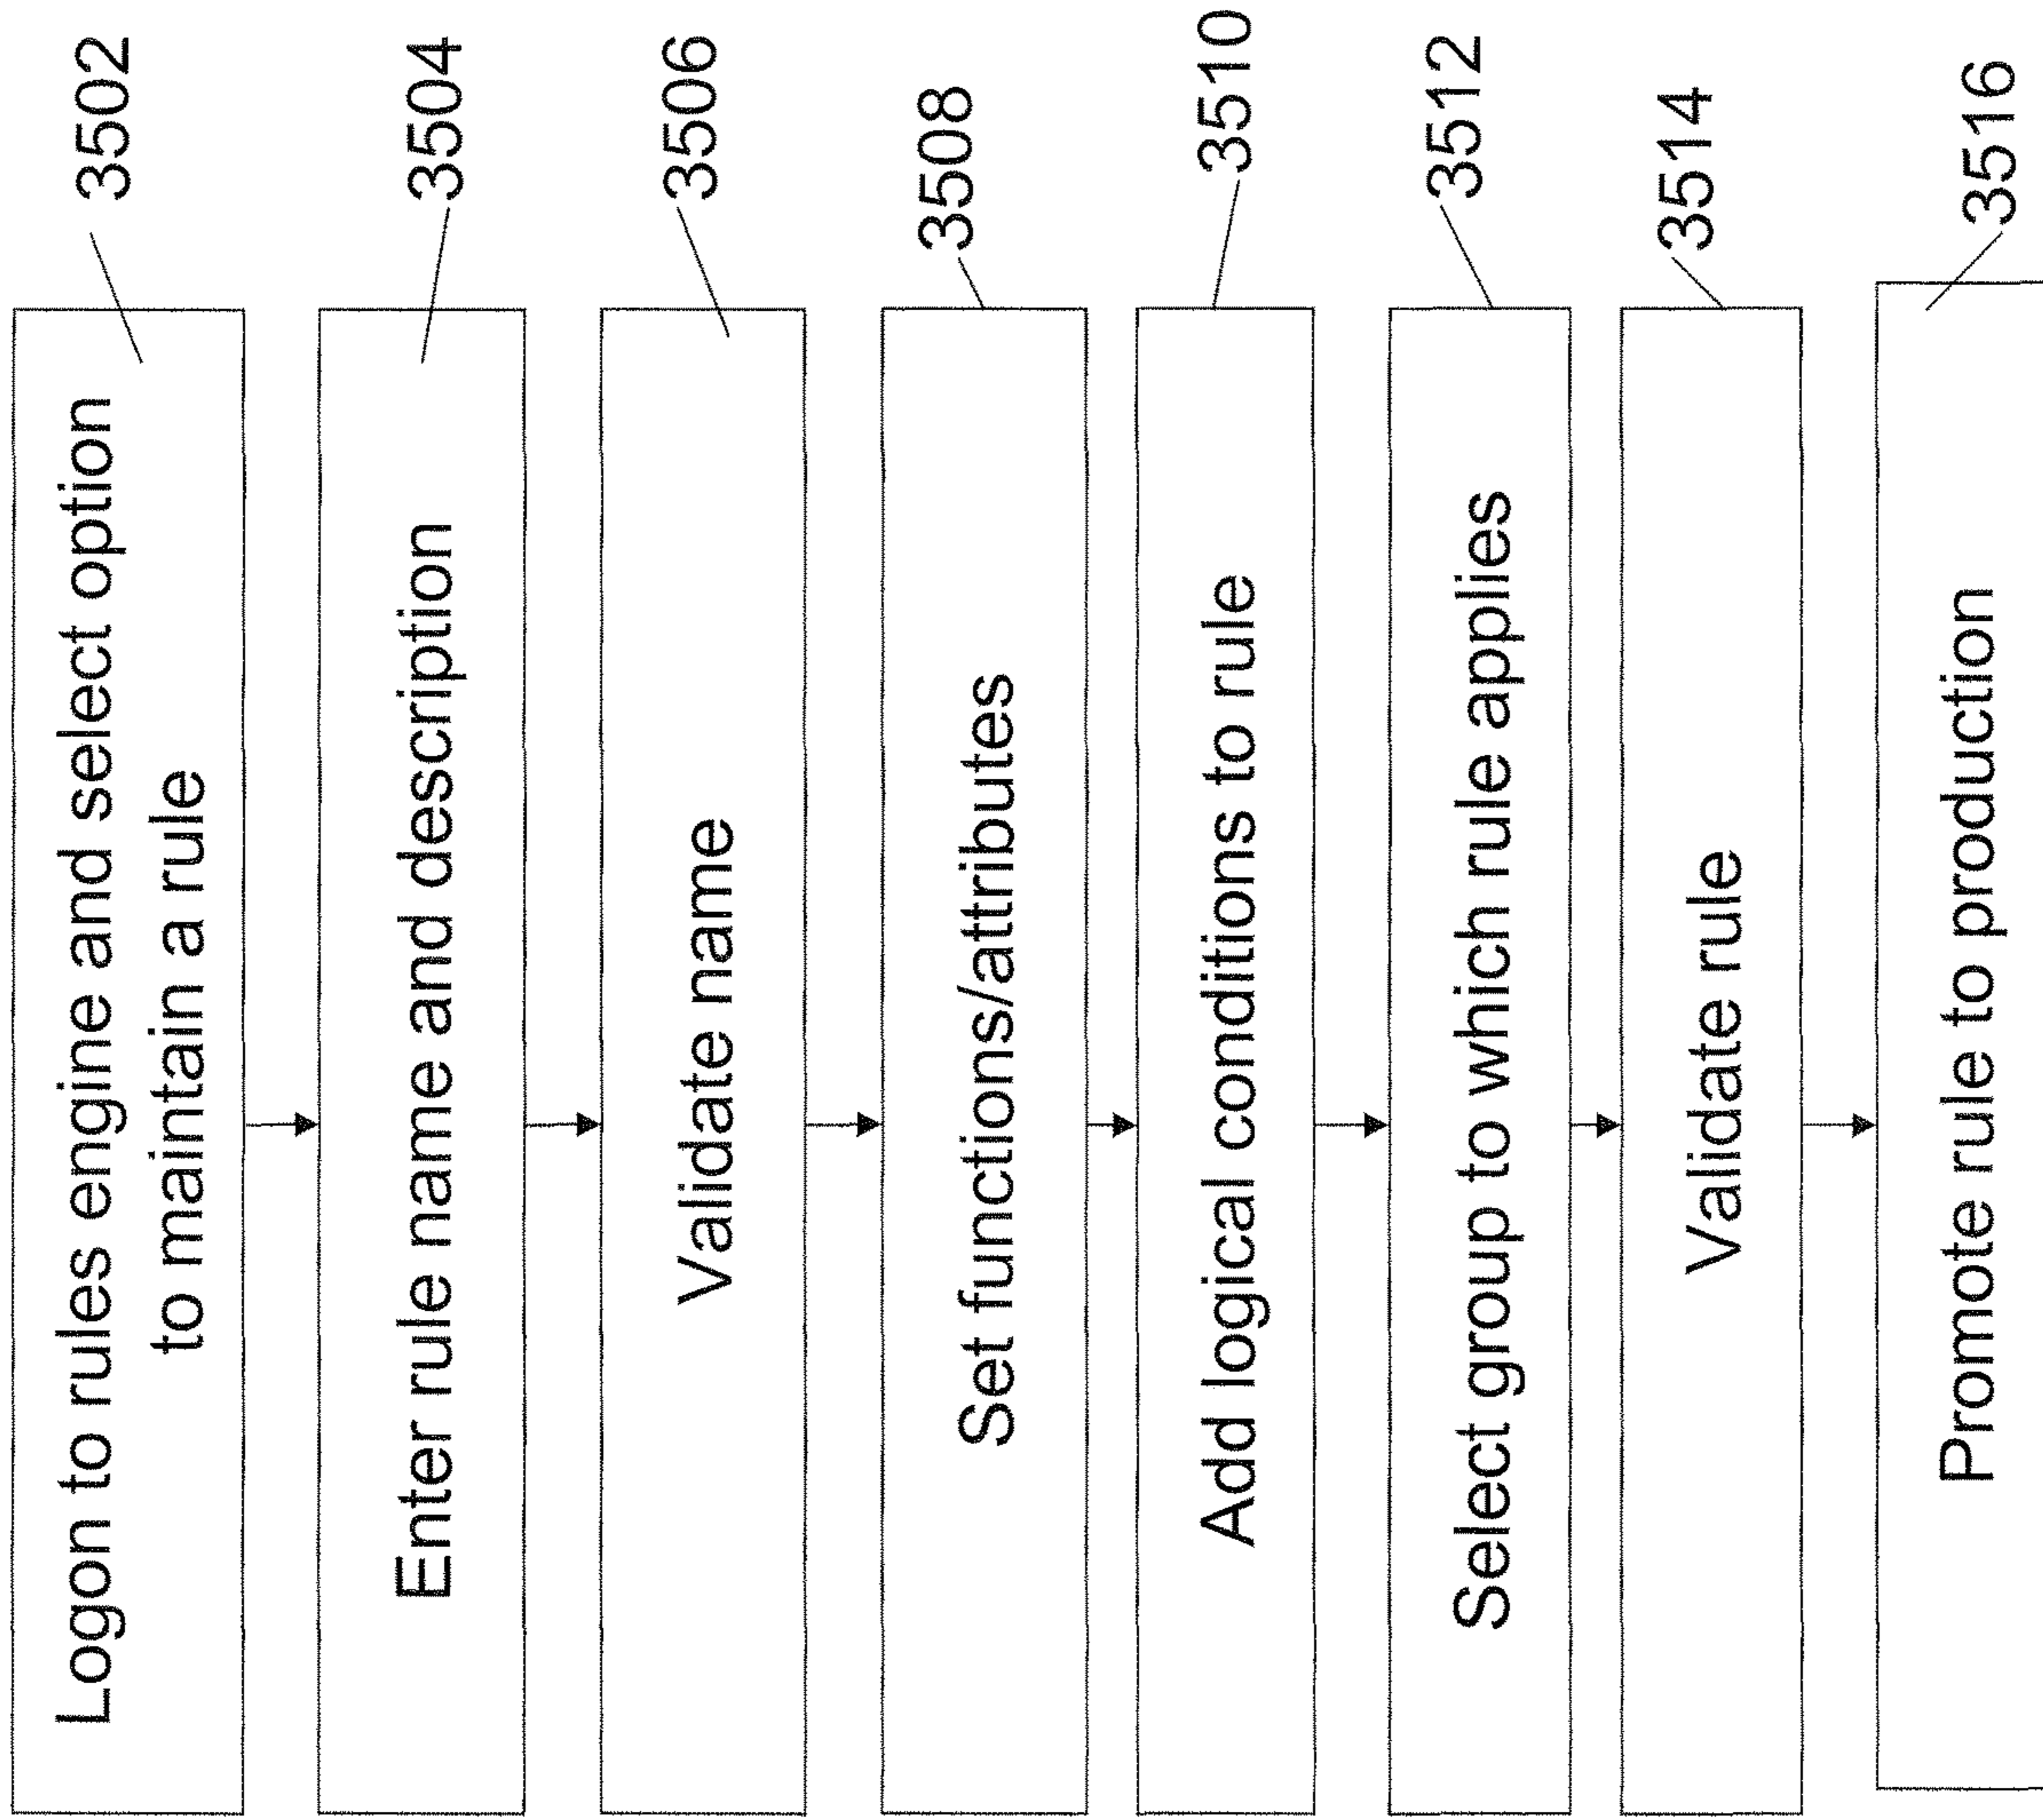 Logon to rules engine and select option
to maintain a rule
3502
Enter rule name and description
3504
Validate name
3506
Set functions/attributes
3508
Add logical conditions to rule
3510
Select group to which rule applies
3512
Validate rule
3514
Promote rule to production
3516